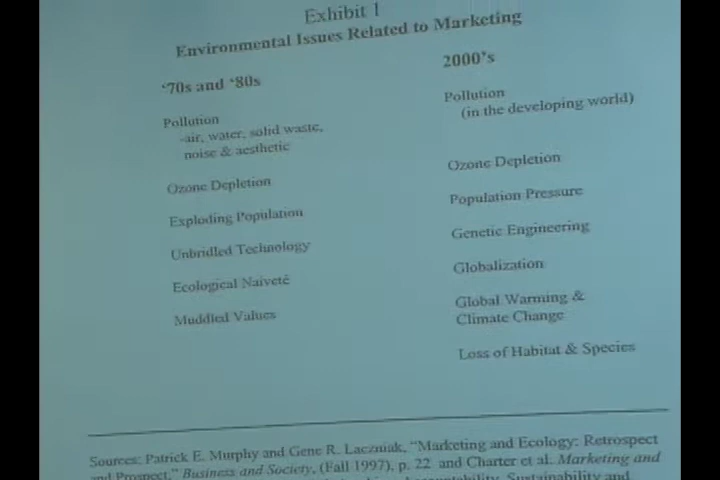 Exhibit 1
Environmental Issues Related to Marketing
'70s and '80s
Pollution
-air, water, solid waste,
noise & aesthetic
Ozone Depletion
Exploding Population
Unbridled Technology
Ecological Naiveté
Muddled Values
2000's
Pollution
(in the developing world)
Ozone Depletion
Population Pressure
Genetic Engineering
Globalization
Global Warming &
Climate Change
Loss of Habitat & Species
Sources: Patrick E. Murphy and Gene R. Laczniak, "Marketing and Ecology: Retrospect
and Prospect," Business and Society, (Fall 1997), p. 22 and Charter et al. Marketing and
Sustainability and